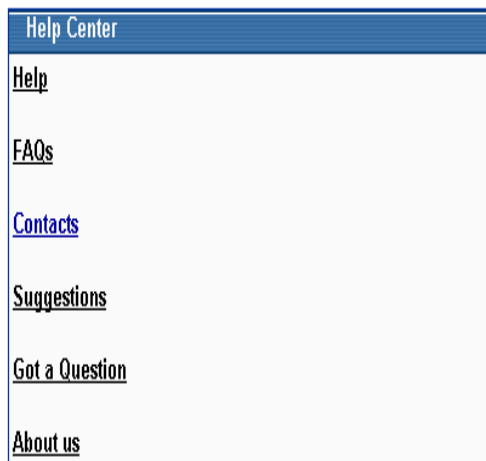 Help Center
Help
FAQs
Contacts
Suggestions
Got a Question
About us